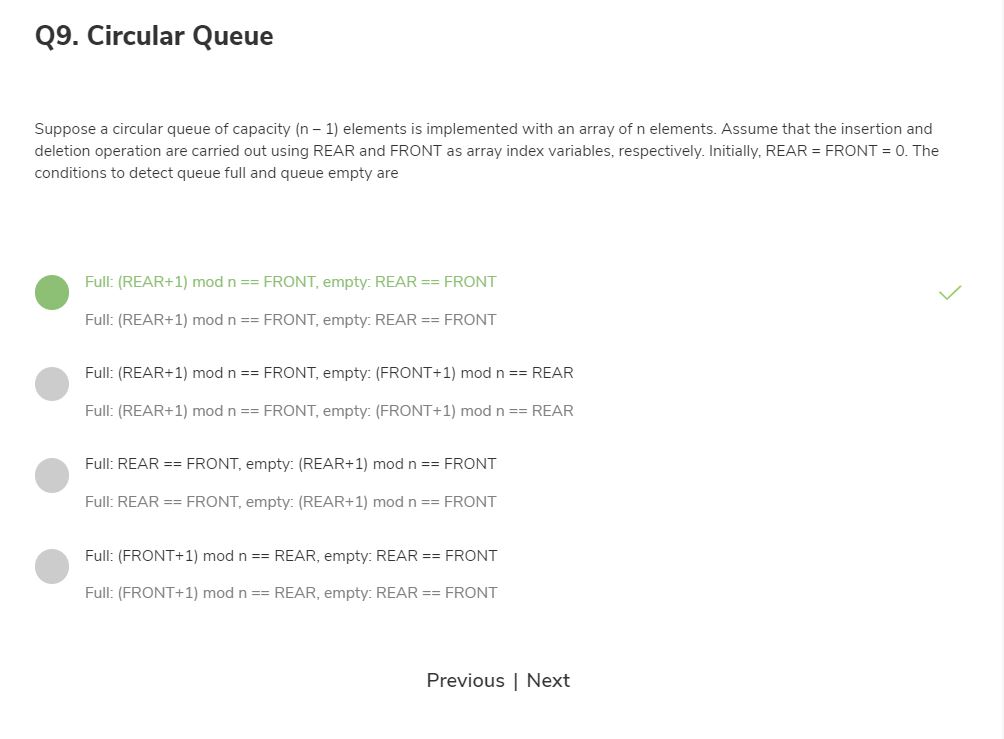 Q9. Circular Queue
Suppose a circular queue of capacity (n – 1) elements is implemented with an array of n elements. Assume that the insertion and
deletion operation are carried out using REAR and FRONT as array index variables, respectively. Initially, REAR = FRONT = 0. The
conditions to detect queue full and queue empty are
Full: (REAR+1) mod n == FRONT, empty: REAR == FRONT
Full: (REAR+1) mod n == FRONT, empty: REAR == FRONT
Full: (REAR+1) mod n == FRONT, empty: (FRONT+1) mod n == REAR
Full: (REAR+1) mod n == FRONT, empty: (FRONT+1) mod n == REAR
Full: REAR == FRONT, empty: (REAR+1) mod n == FRONT
Full: REAR == FRONT, empty: (REAR+1) mod n == FRONT
Full: (FRONT+1) mod n == REAR, empty: REAR == FRONT
Full: (FRONT+1) mod n == REAR, empty: REAR == FRONT
Previous | Next